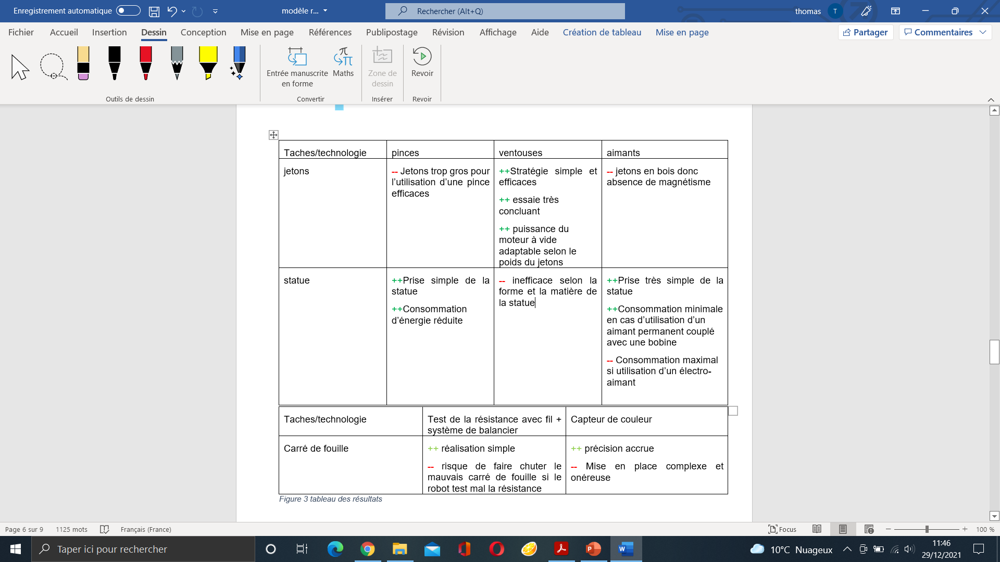 Enregistrement automatique
modèle r...
Rechercher (Alt+Q)
thomas
T
Fichier Accueil Insertion Dessin Conception Mise en page Références Publipostage Révision Affichage Aide Création de tableau Mise en page
Partager
Commentaires
Entrée manuscrite
en forme
Maths
Zone de
dessin
Revoir
Outils de dessin
Convertir
Insérer
Revoir
Taches/technologie
pinces
ventouses
aimants
jetons
-- Jetons trop gros pour
l’utilisation d’une pince
efficaces
++Stratégie simple et
efficaces
++ essaie très
concluant
++ puissance du
moteur à vide
adaptable selon le
poids du jetons
-- jetons en bois donc
absence de magnétisme
statue
++Prise simple de la
statue
++Consommation
d’énergie réduite
-- inefficace selon la
forme et la matière de
la statue
++Prise très simple de la
statue
++Consommation minimale
en cas d’utilisation d’un
aimant permanent couplé
avec une bobine
-- Consommation maximal
si utilisation d’un électro-
aimant
Taches/technologie
Test de la résistance avec fil +
système de balancier
Capteur de couleur
Carré de fouille
++ réalisation simple
-- risque de faire chuter le
mauvais carré de fouille si le
robot test mal la résistance
++ précision accrue
-- Mise en place complexe et
onéreuse
Figure 3 tableau des résultats
Page 6 sur 9
1125 mots
Français (France)
Focus
100 %
Taper ici pour rechercher
10°C Nuageux
11:46
29/12/2021